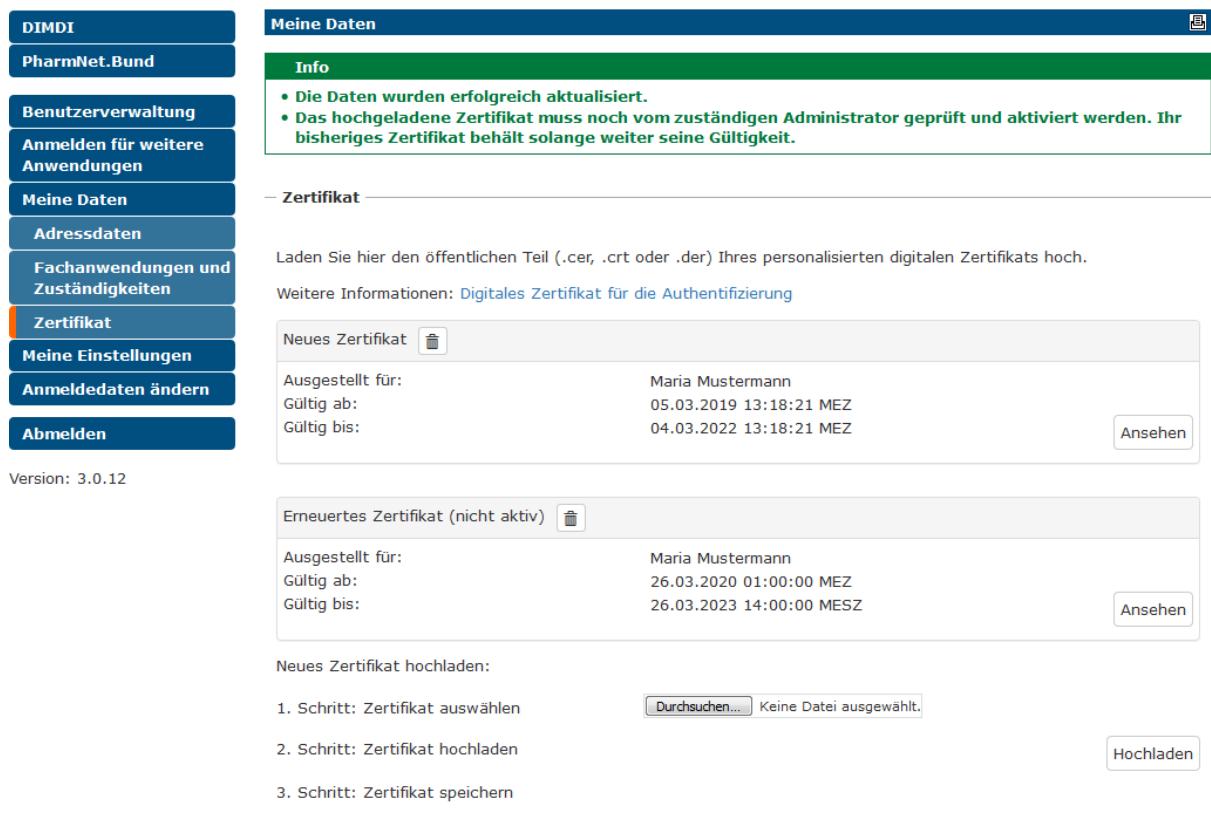 DIMDI
PharmNet.Bund
Benutzerverwaltung
Anmelden für weitere
Anwendungen
Meine Daten
Adressdaten
Fachanwendungen und
Zuständigkeiten
Zertifikat
Meine Einstellungen
Anmeldedaten ändern
Abmelden
Version: 3.0.12
Meine Daten
Info
• Die Daten wurden erfolgreich aktualisiert.
• Das hochgeladene Zertifikat muss noch vom zuständigen Administrator geprüft und aktiviert werden. Ihr
bisheriges Zertifikat behält solange weiter seine Gültigkeit.
Zertifikat
Laden Sie hier den öffentlichen Teil (.cer, .crt oder .der) Ihres personalisierten digitalen Zertifikats hoch.
Weitere Informationen: Digitales Zertifikat für die Authentifizierung
Neues Zertifikat
Ausgestellt für: Maria Mustermann
Gültig ab: 05.03.2019 13:18:21 MEZ
Gültig bis: 04.03.2022 13:18:21 MEZ
Ansehen
Erneuertes Zertifikat (nicht aktiv)
Ausgestellt für: Maria Mustermann
Gültig ab: 26.03.2020 01:00:00 MEZ
Gültig bis: 26.03.2023 14:00:00 MESZ
Ansehen
Neues Zertifikat hochladen:
1. Schritt: Zertifikat auswählen Durchsuchen... Keine Datei ausgewählt.
2. Schritt: Zertifikat hochladen Hochladen
3. Schritt: Zertifikat speichern